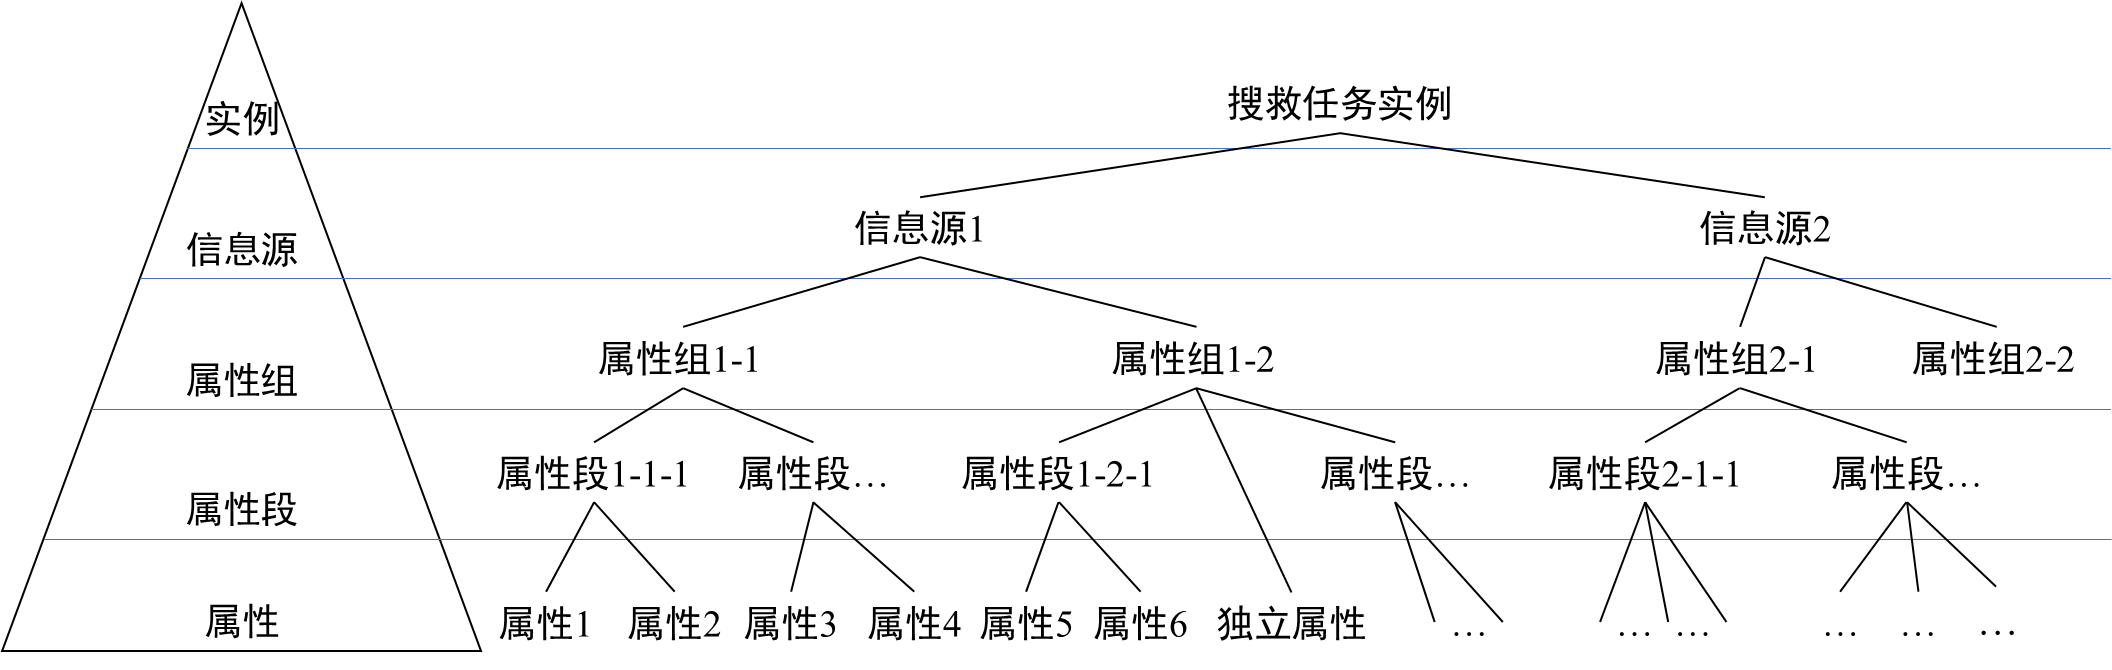 实例
搜救任务实例
信息源
信息源1
信息源2
属性组
属性组1-1
属性组1-2
属性组2-1
属性组2-2
属性段
属性段1-1-1
属性段…
属性段1-2-1
属性段…
属性段2-1-1
属性段…
属性
属性1
属性2
属性3
属性4
属性5
属性6
独立属性
…
…
…
…
…
…